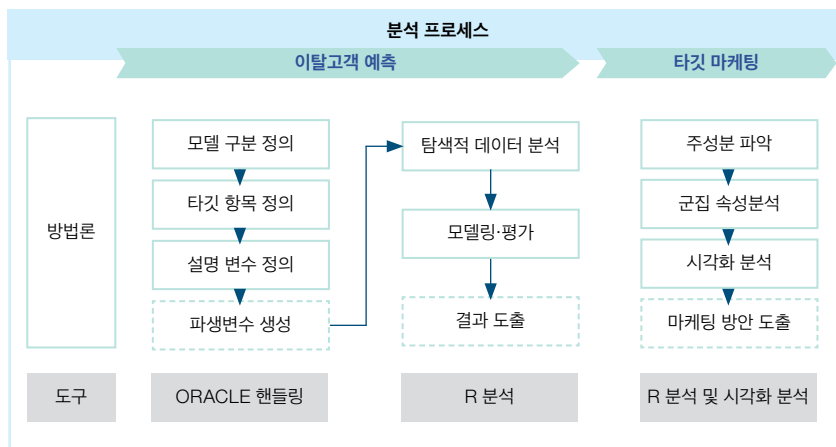 분석 프로세스
이탈고객 예측
타깃 마케팅
방법론
모델 구분 정의
타깃 항목 정의
설명 변수 정의
파생변수 생성
탐색적 데이터 분석
모델링·평가
결과 도출
주성분 파악
군집 속성분석
시각화 분석
마케팅 방안 도출
도구
ORACLE 핸들링
R 분석
R 분석 및 시각화 분석